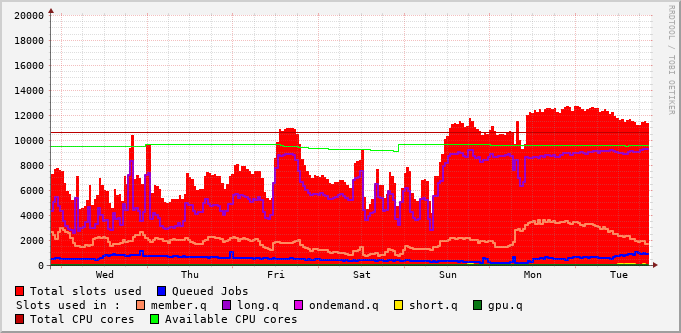 20000
18000
16000
14000
12000
10000
8000
6000
4000
2000
0
Wed Thu Fri Sat Sun Mon Tue
Total slots used Queued Jobs
Slots used in : member.q long.q ondemand.q short.q gpu.q
Total CPU cores Available CPU cores
RRDTOOL / TOBI OETIKER